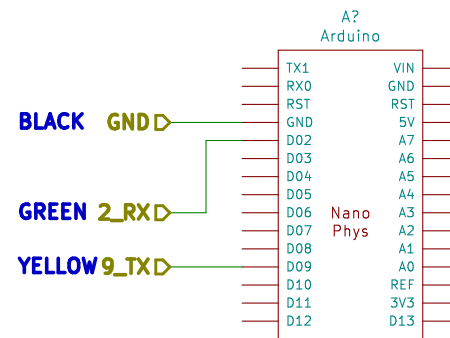 A?
Arduino
TX1 VIN
RX0 GND
RST RST
BLACK GND GND 5V
D02 A7
D03 A6
D04 A5
D05 A4
GREEN 2_RX D06 Nano A3
D07 Phys A2
D08 A1
YELLOW 9_TX D09 A0
D10 REF
D11 3V3
D12 D13